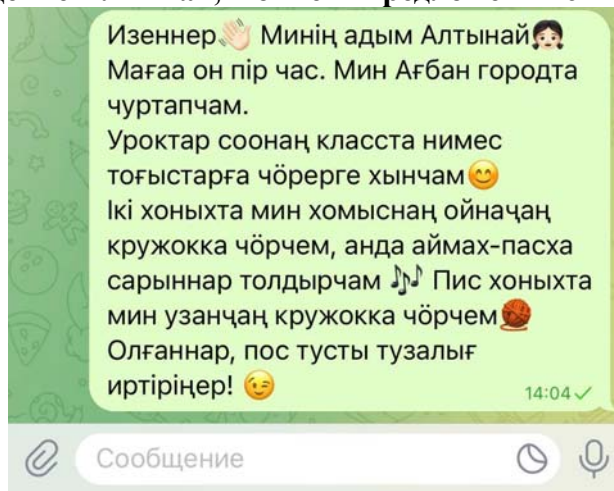 Изеннер👋🏻 Минің адым Алтынай👧🏻
Мағаа он пір час. Мин Ағбан городта
чуртапчам.
Уроктар соонаң класста нимес
тоғыстарға чӧрерге хынчам😊
Ікі хоныхта мин хомыснаң ойнаӌаң
кружокка чӧрчем, анда аймах-пасха
сарыннар толдырчам 🎶 Пис хоныхта
мин узанӌаң кружокка чӧрчем🧶
Олғаннар, пос тусты тузалығ
иртіріңер! 😉
14:04 ✓
Сообщение